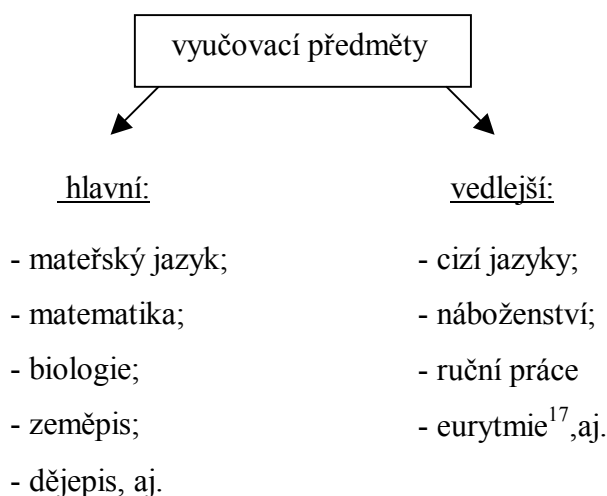 vyučovací předměty
hlavní:
- mateřský jazyk;
- matematika;
- biologie;
- zeměpis;
- dějepis, aj.
vedlejší:
- cizí jazyky;
- náboženství;
- ruční práce
- eurytmie17,aj.